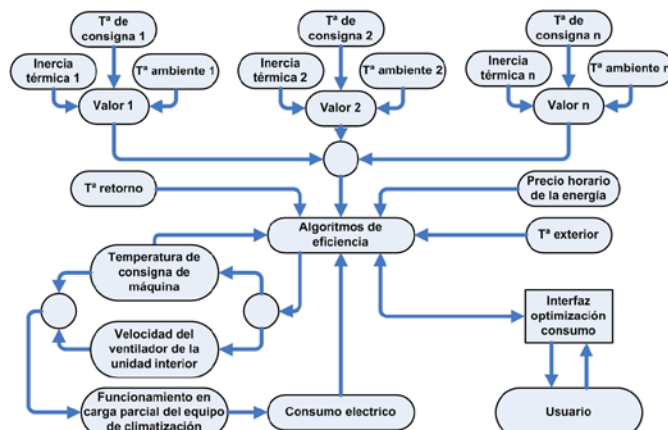 Tª de
consigna 1
Tª de
consigna 2
Tª de
consigna n
Inercia
térmica 1
Tª ambiente 1
Inercia
térmica 2
Tª ambiente 2
Inercia
térmica n
Tª ambiente n
Valor 1
Valor 2
Valor n
Tª retorno
Precio horario
de la energía
Algoritmos de
eficiencia
Tª exterior
Temperatura de
consigna de
máquina
Velocidad del
ventilador de la
unidad interior
Interfaz
optimización
consumo
Funcionamiento en
carga parcial del equipo
de climatización
Consumo electrico
Usuario